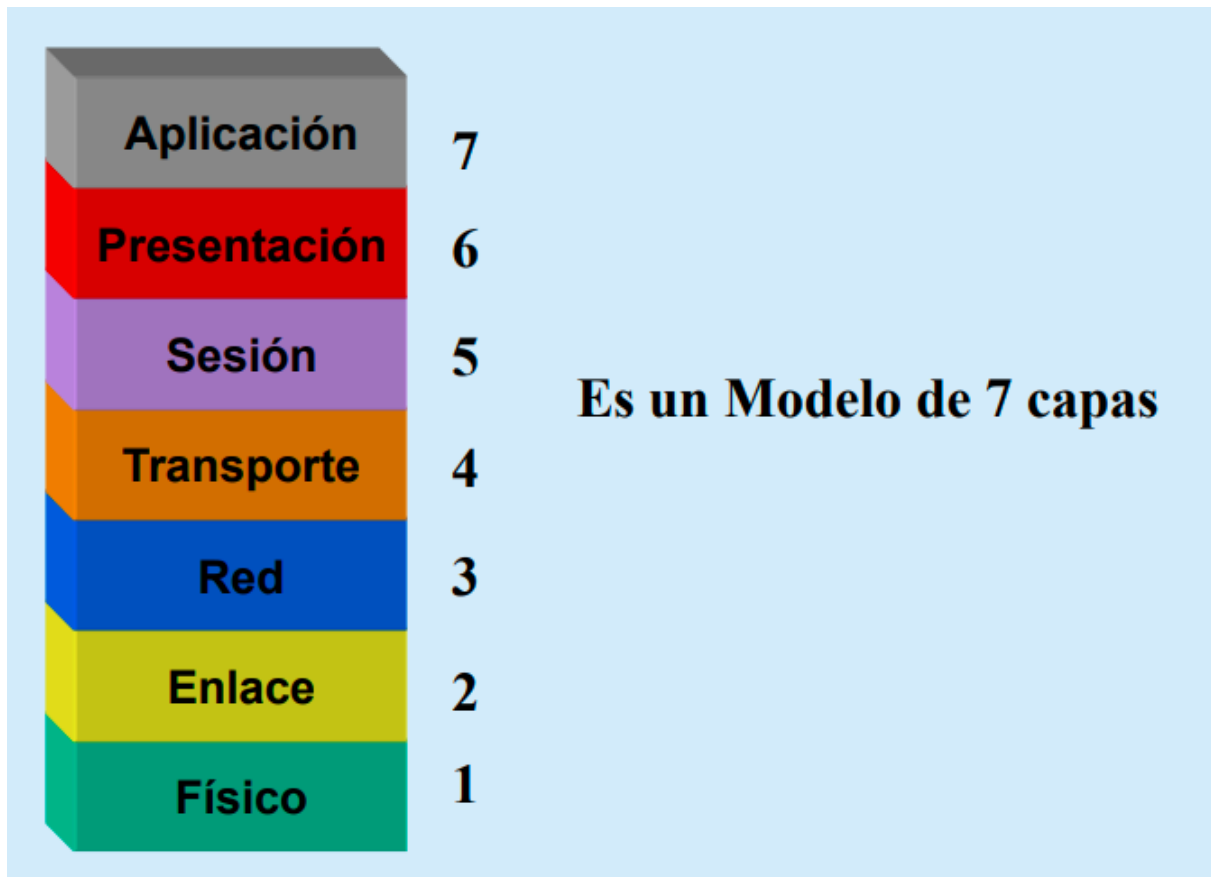 Aplicación 7
Presentación 6
Sesión 5
Es un Modelo de 7 capas
Transporte 4
Red 3
Enlace 2
Físico 1